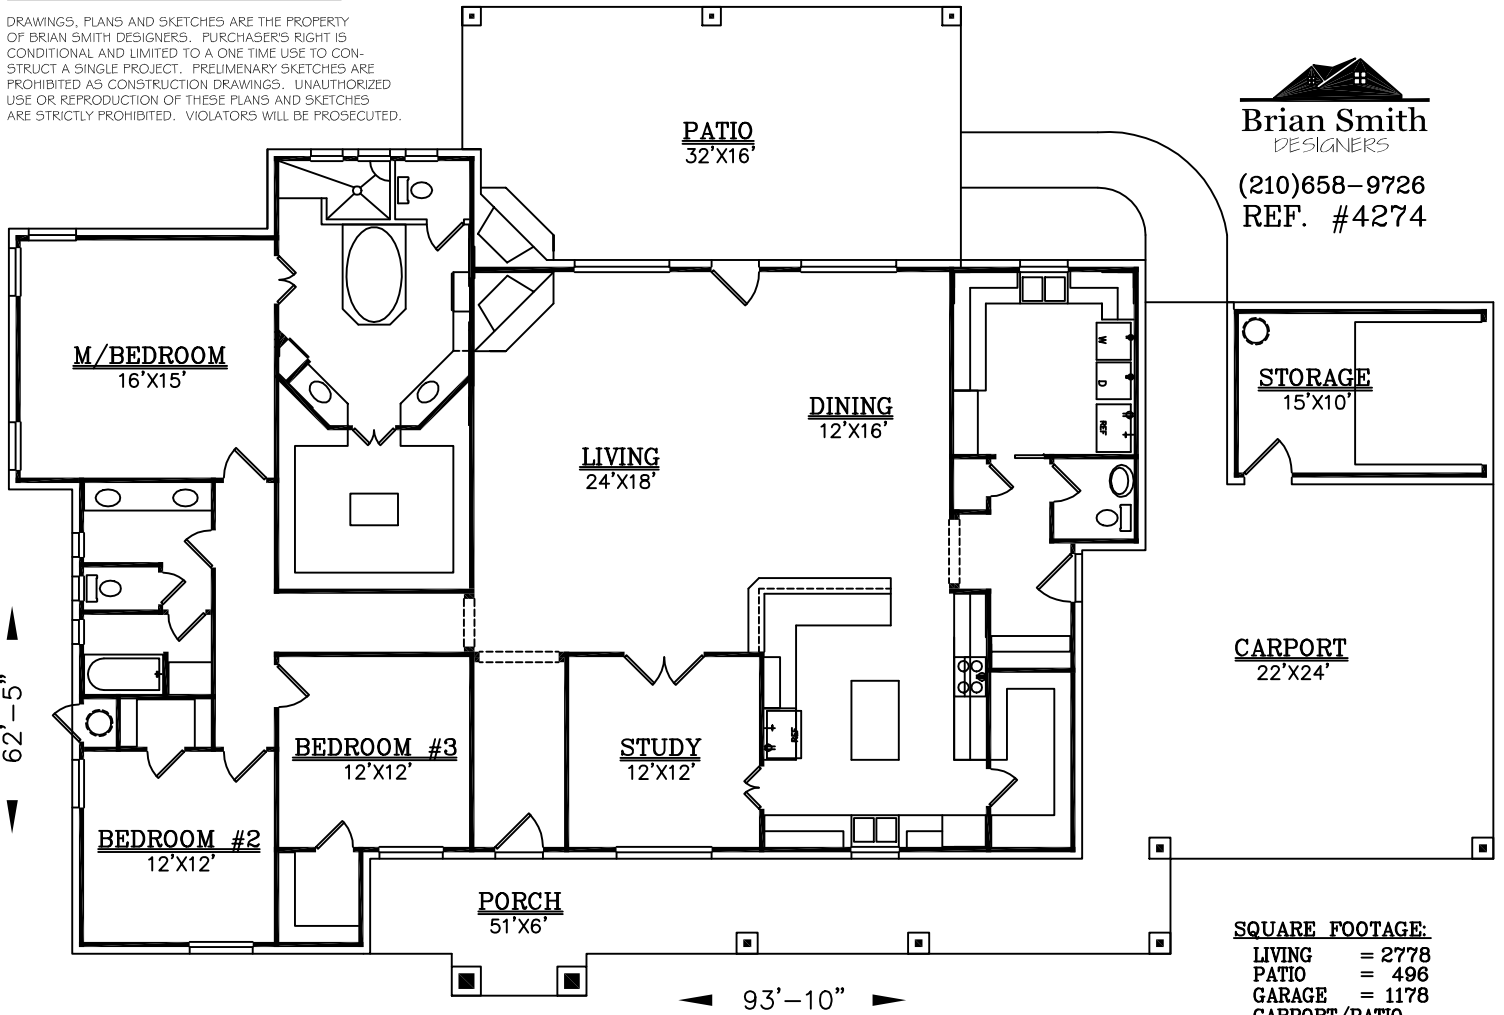 DRAWINGS, PLANS AND SKETCHES ARE THE PROPERTY
OF BRIAN SMITH DESIGNERS. PURCHASER'S RIGHT IS
CONDITIONAL AND LIMITED TO A ONE TIME USE TO CON-
STRUCT A SINGLE PROJECT. PRELIMENARY SKETCHES ARE
PROHIBITED AS CONSTRUCTION DRAWINGS. UNAUTHORIZED
USE OR REPRODUCTION OF THESE PLANS AND SKETCHES
ARE STRICTLY PROHIBITED. VIOLATORS WILL BE PROSECUTED.
Brian Smith
DESIGNERS
(210)658-9726
REF. #4274
PATIO
32'X16'
M/BEDROOM
16'X15'
W
D
REF
STORAGE
15'X10'
DINING
12'X16'
LIVING
24'X18'
CARPORT
22'X24'
62'-5"
BEDROOM #3
12'X12'
STUDY
12'X12'
REF
BEDROOM #2
12'X12'
PORCH
51'X6'
93'-10"
SQUARE FOOTAGE:
LIVING = 2778
PATIO = 496
GARAGE = 1178
CARPORT/PATIO